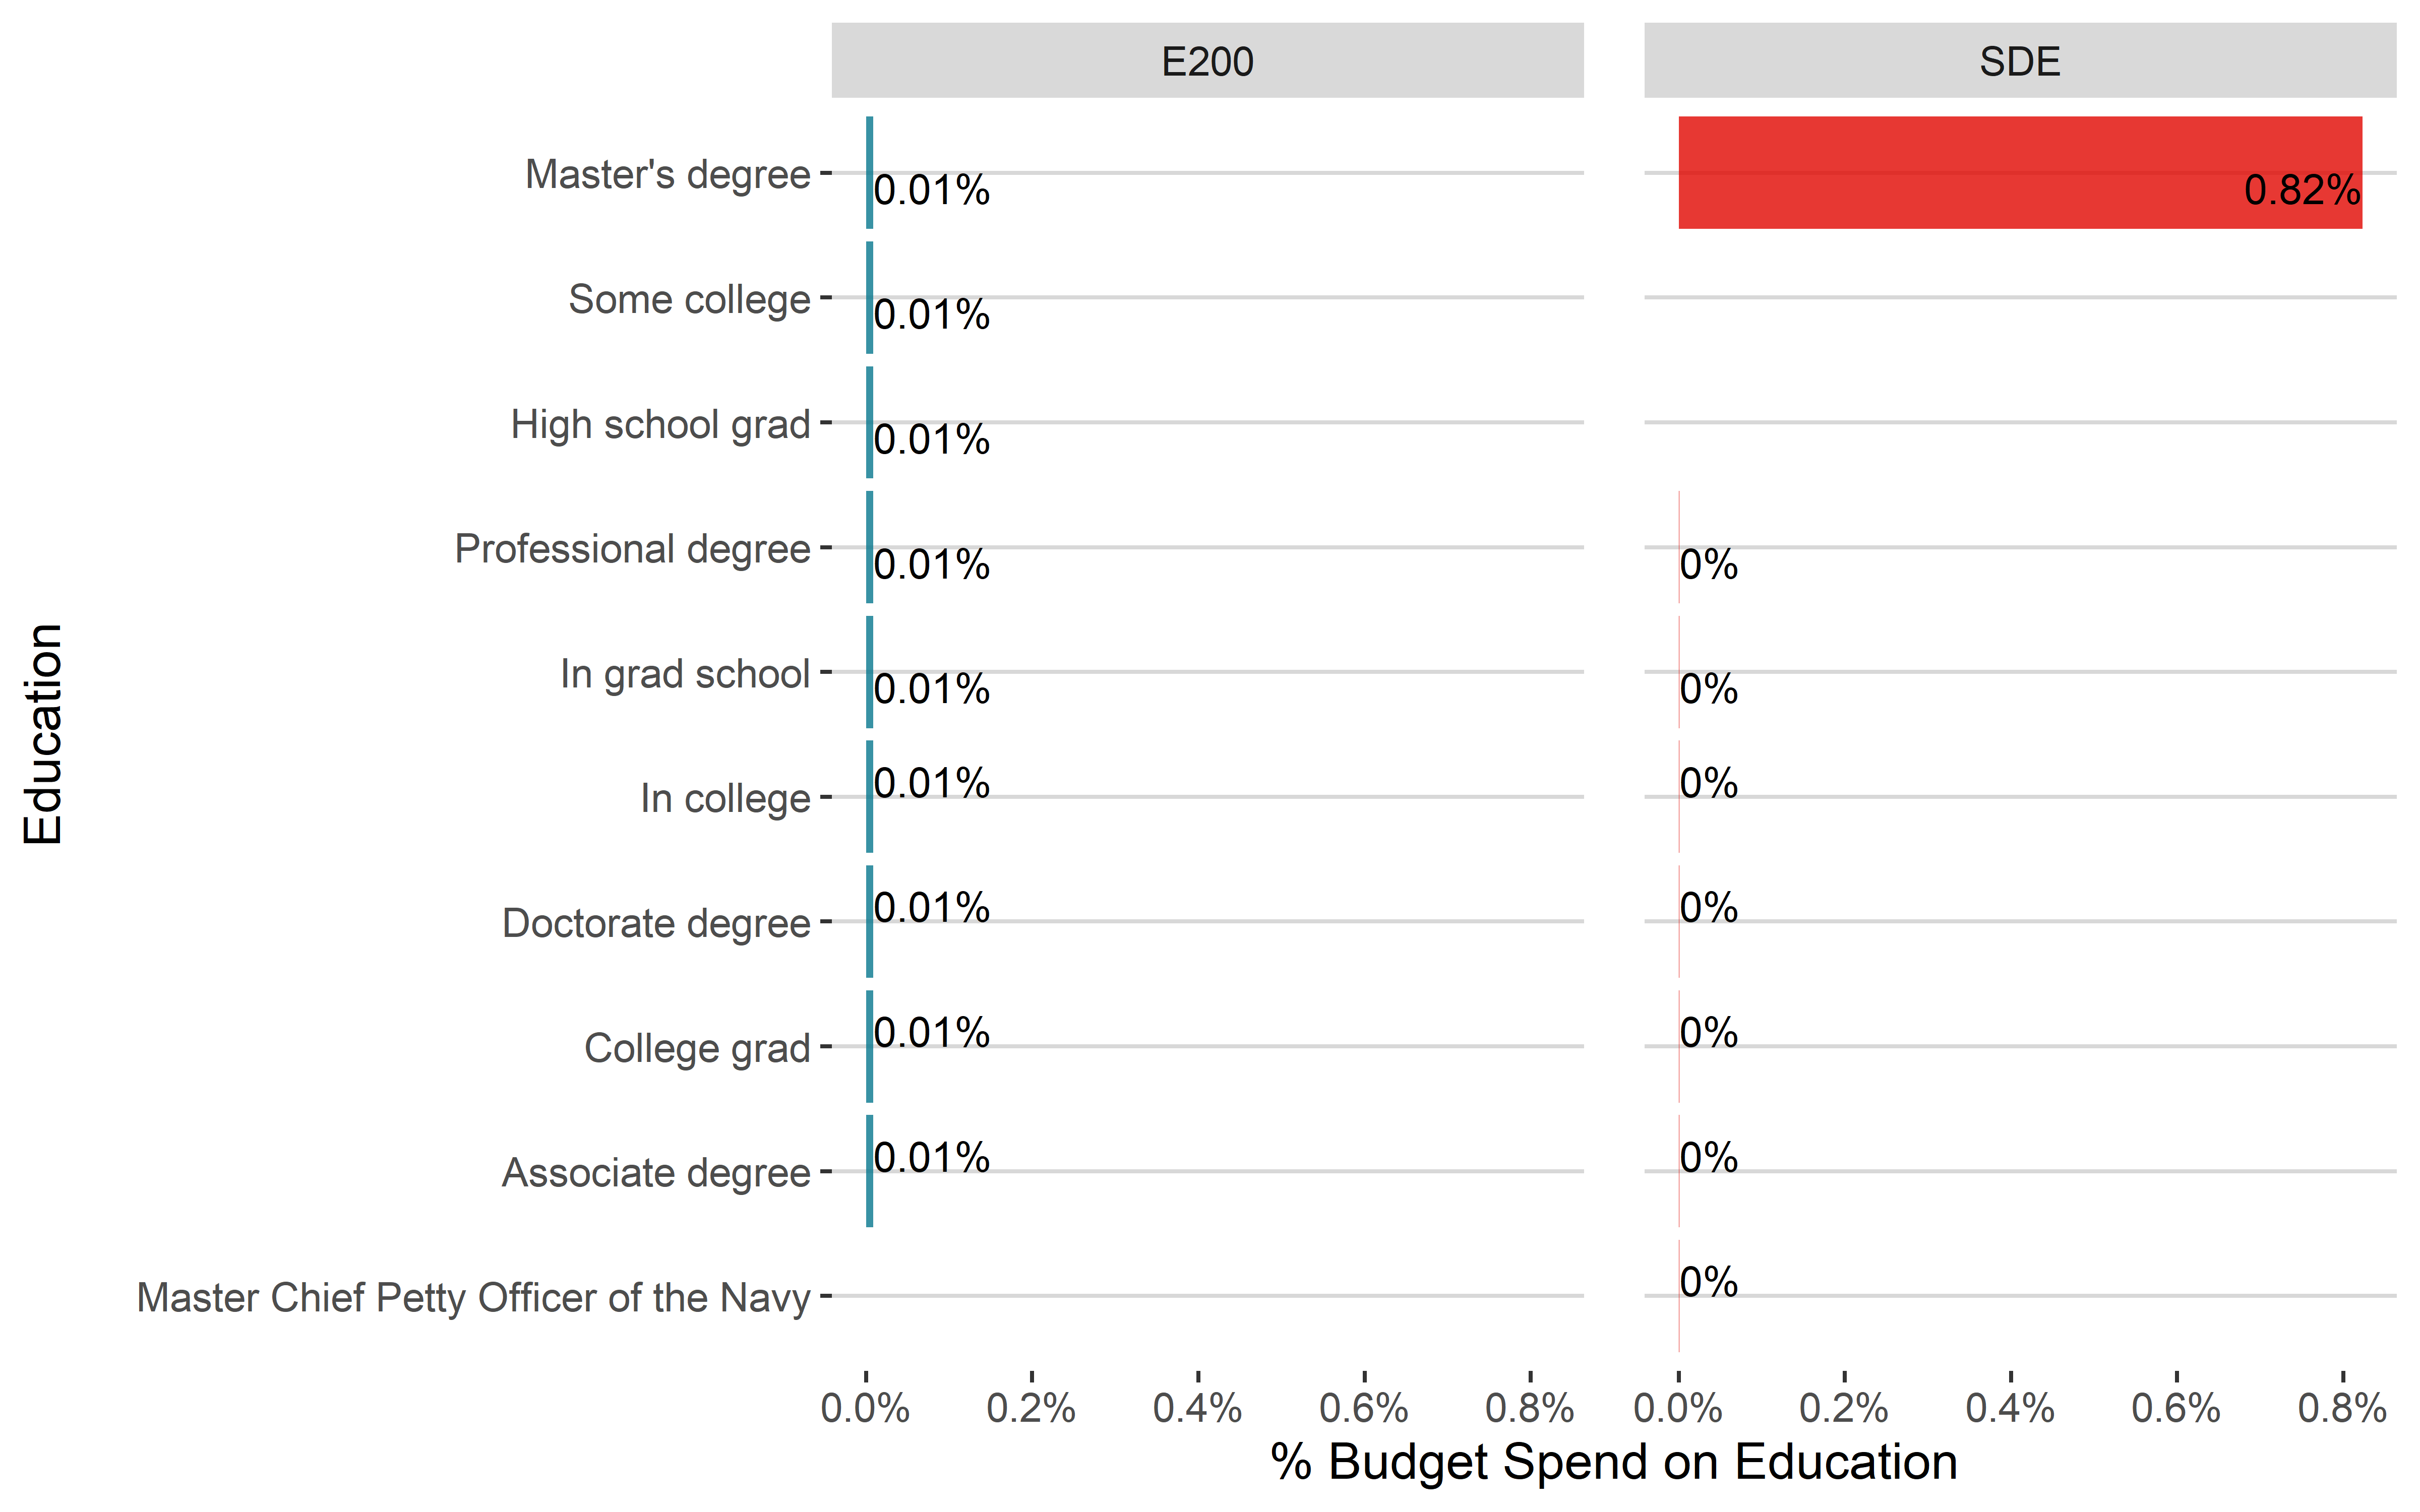 E200 SDE
Master's degree 0.01% 0.82%
Some college 0.01%
High school grad 0.01%
Professional degree 0.01% 0%
In grad school 0.01% 0%
In college 0.01% 0%
Doctorate degree 0.01% 0%
College grad 0.01% 0%
Associate degree 0.01% 0%
Master Chief Petty Officer of the Navy 0%
0.0% 0.2% 0.4% 0.6% 0.8% 0.0% 0.2% 0.4% 0.6% 0.8%
% Budget Spend on Education
Education